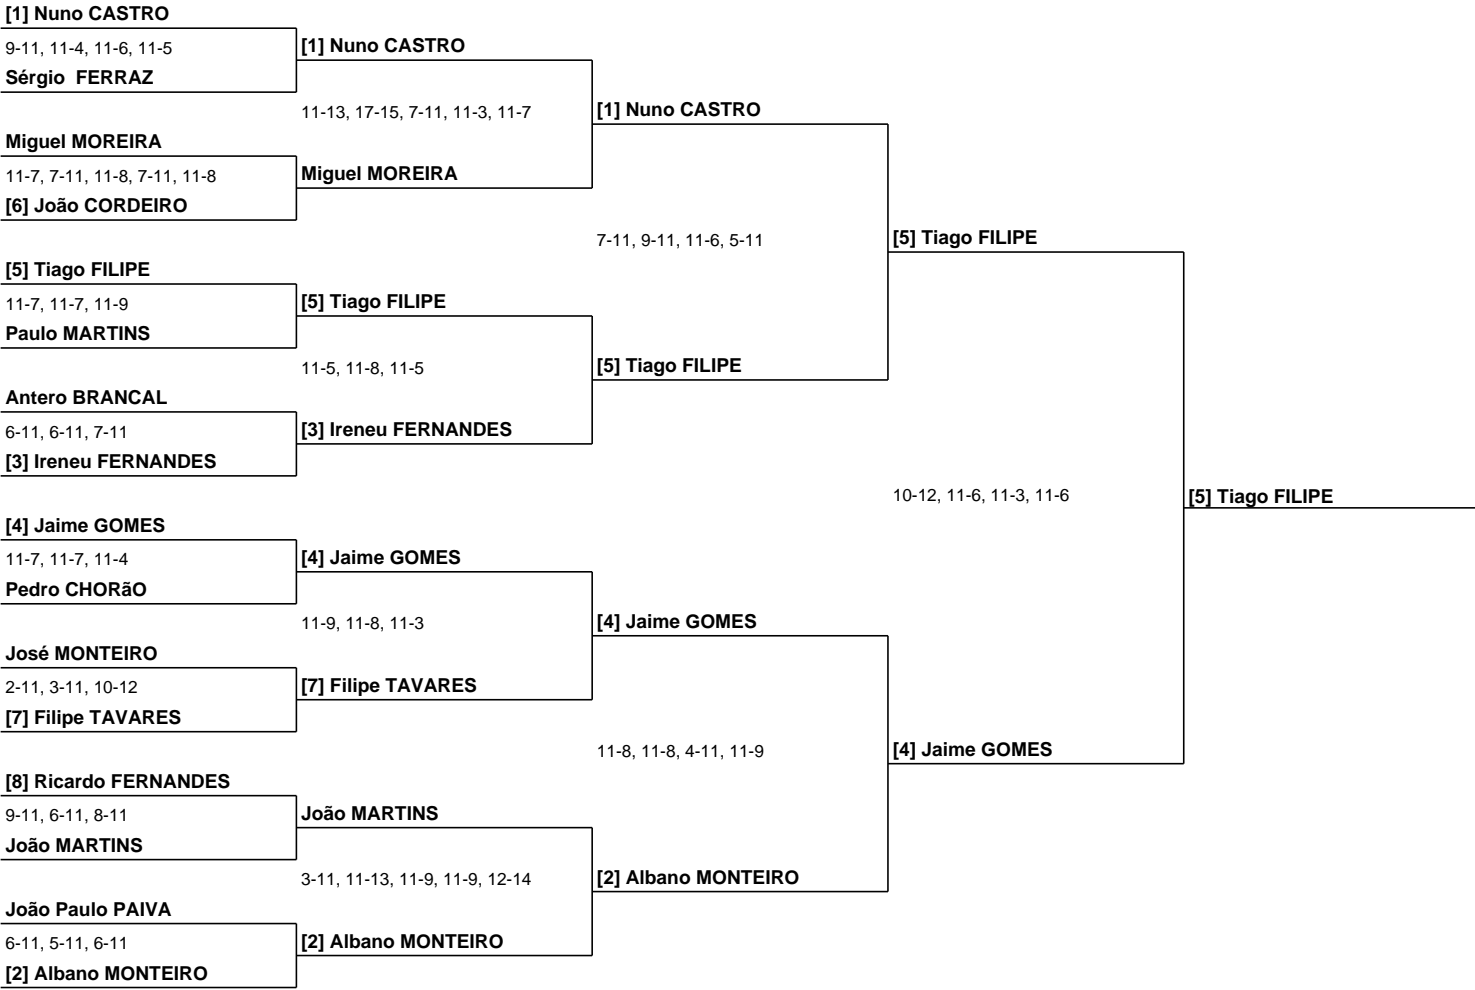 [1] Nuno CASTRO
9-11, 11-4, 11-6, 11-5
Sérgio  FERRAZ
Miguel MOREIRA
11-7, 7-11, 11-8, 7-11, 11-8
[6] João CORDEIRO
[5] Tiago FILIPE
11-7, 11-7, 11-9
Paulo MARTINS
Antero BRANCAL
6-11, 6-11, 7-11
[3] Ireneu FERNANDES
[4] Jaime GOMES
11-7, 11-7, 11-4
Pedro CHORãO
José MONTEIRO
2-11, 3-11, 10-12
[7] Filipe TAVARES
[8] Ricardo FERNANDES
9-11, 6-11, 8-11
João MARTINS
João Paulo PAIVA
6-11, 5-11, 6-11
[2] Albano MONTEIRO
[1] Nuno CASTRO
11-13, 17-15, 7-11, 11-3, 11-7
Miguel MOREIRA
[5] Tiago FILIPE
11-5, 11-8, 11-5
[3] Ireneu FERNANDES
[4] Jaime GOMES
11-9, 11-8, 11-3
[7] Filipe TAVARES
João MARTINS
3-11, 11-13, 11-9, 11-9, 12-14
[2] Albano MONTEIRO
[1] Nuno CASTRO
7-11, 9-11, 11-6, 5-11
[5] Tiago FILIPE
[4] Jaime GOMES
11-8, 11-8, 4-11, 11-9
[2] Albano MONTEIRO
[5] Tiago FILIPE
10-12, 11-6, 11-3, 11-6
[4] Jaime GOMES
[5] Tiago FILIPE